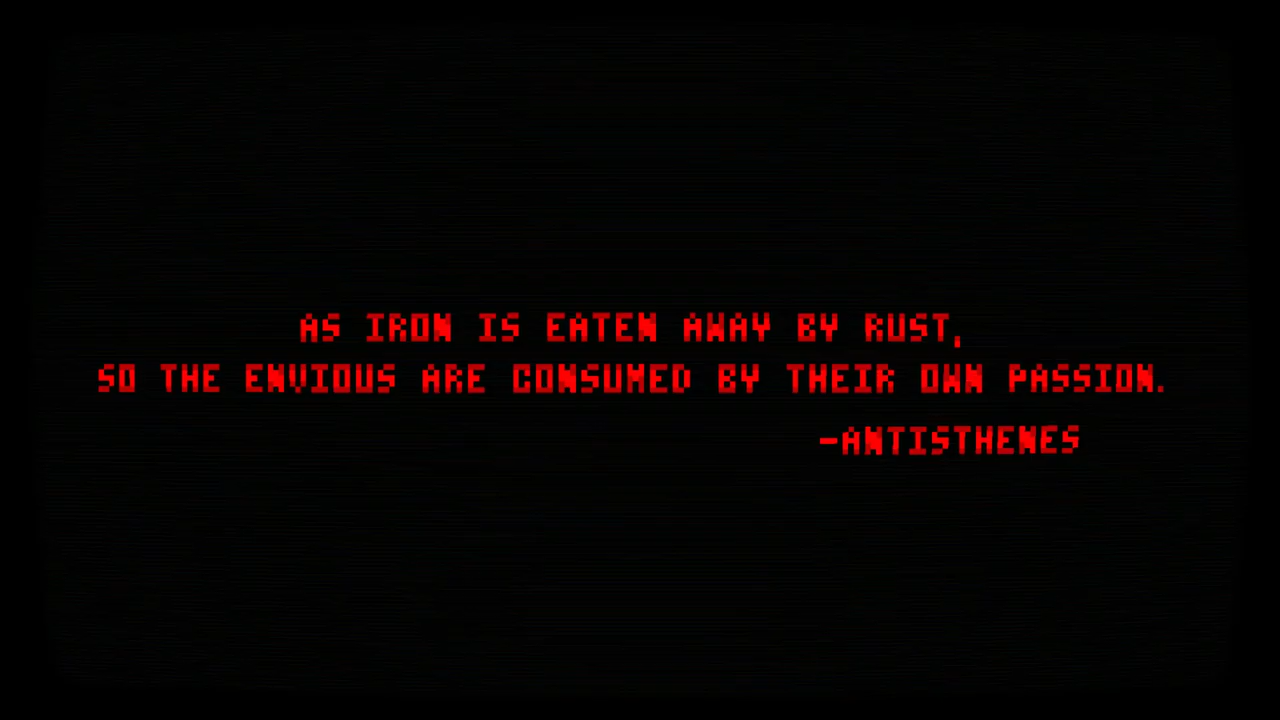 AS IRON IS EATEN AWAY BY RUST,
SO THE ENVIOUS ARE CONSUMED BY THEIR OWN PASSION.
-ANTISTHENES